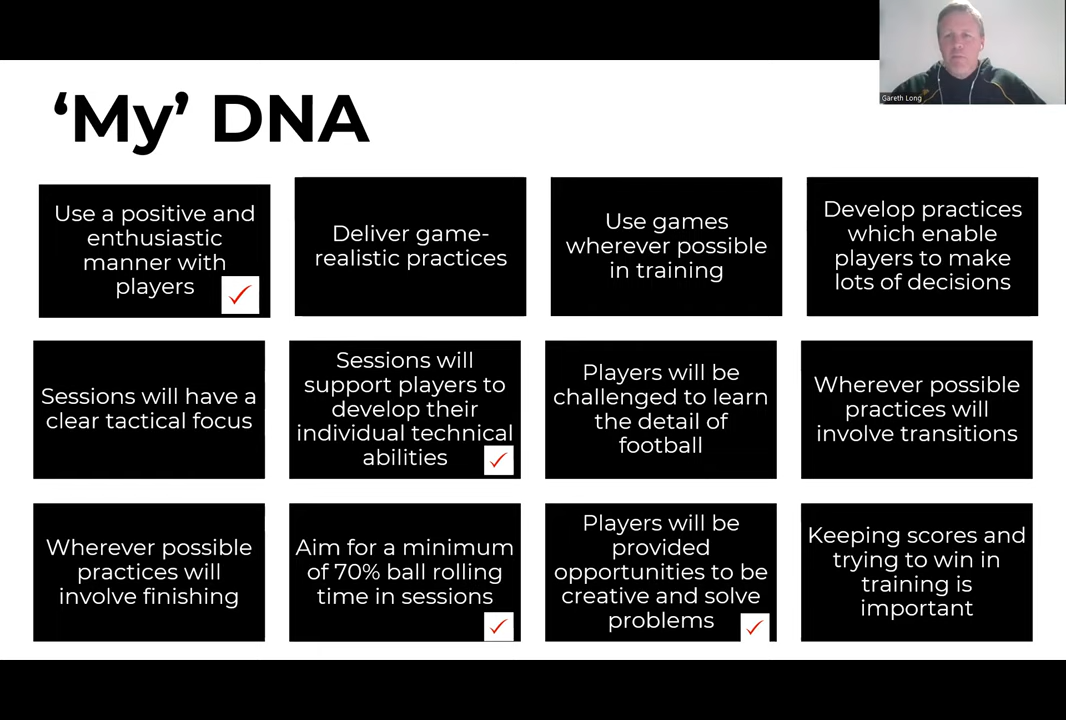 Gareth Long
‘My’ DNA
Use a positive and
enthusiastic
manner with
players
Deliver game-
realistic practices
Use games
wherever possible
in training
Develop practices
which enable
players to make
lots of decisions
Sessions will have a
clear tactical focus
Sessions will
support players to
develop their
individual technical
abilities
Players will be
challenged to learn
the detail of
football
Wherever possible
practices will
involve transitions
Wherever possible
practices will
involve finishing
Aim for a minimum
of 70% ball rolling
time in sessions
Players will be
provided
opportunities to be
creative and solve
problems
Keeping scores and
trying to win in
training is
important